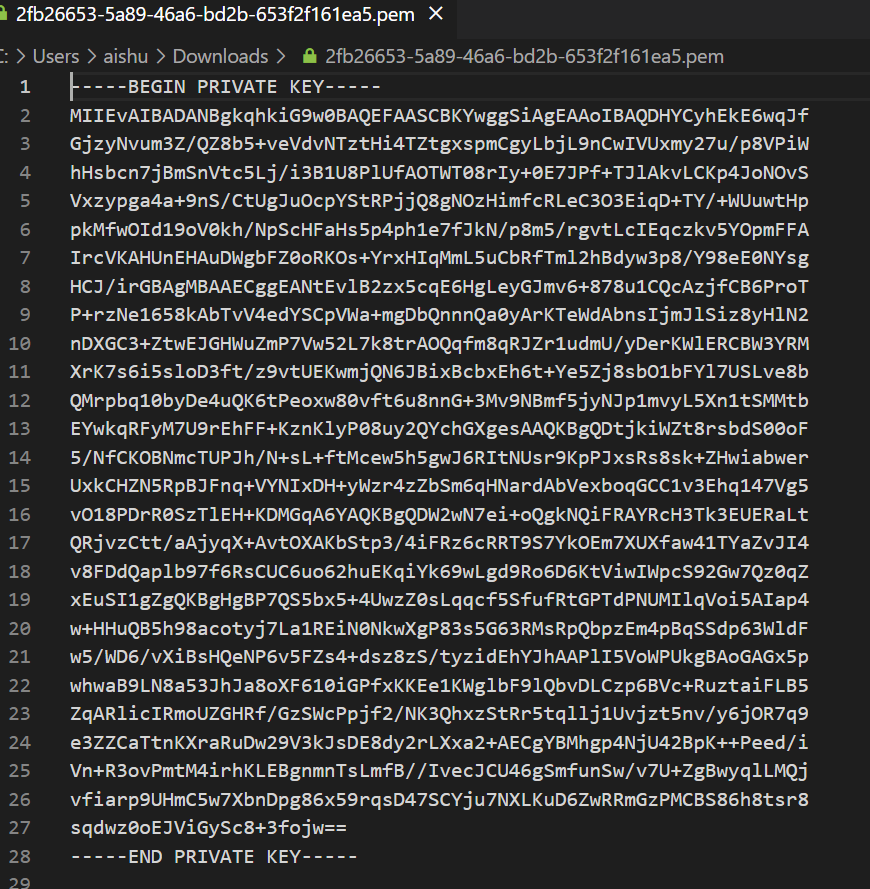 2fb26653-5a89-46a6-bd2b-653f2f161ea5.pem
C: > Users > aishu > Downloads > 2fb26653-5a89-46a6-bd2b-653f2f161ea5.pem
1 -----BEGIN PRIVATE KEY-----
2 MIIEvAIBADANBgkqhkiG9w0BAQEFAASCBKYwggSiAgEAAoIBAQDHYCyhEkE6wqJf
3 GjzyNvum3Z/QZ8b5+veVdvNTztHi4TZtgxspmCgyLbjL9nCwIVUxmy27u/p8VPiW
4 hHsbcn7jBmSnVtc5Lj/i3B1U8PlUfAOTWT08rIy+0E7JPf+TJlAkvLCKp4JoNOvS
5 Vxzypga4a+9nS/CtUgJuOcpYStRPjjQ8gNOzHimfcRLeC3O3EiqD+TY/+WUuwtHp
6 pkMfwOId19oV0kh/NpScHFaHs5p4ph1e7fJkN/p8m5/rgvtLcIEqczkv5YOpmFFA
7 IrcVKAHUnEHAuDWgbFZ0oRKOs+YrxHIqMmL5uCbRfTml2hBdyw3p8/Y98eE0NYsg
8 HCJ/irGBAgMBAAECggEANtEvlB2zx5cqE6HgLeyGJmv6+878u1CQcAzjfCB6ProT
9 P+rzNe1658kAbTvV4edYSCpVWa+mgDbQnnnQa0yArKTeWdAbnsIjmJlSiz8yHlN2
10 nDXGC3+ZtwEJGHWuZmP7Vw52L7k8trAOQqfm8qRJZr1udmU/yDerKWlERCBW3YRM
11 XrK7s6i5sloD3ft/z9vtUEKwmjQN6JBixBcbxEh6t+Ye5Zj8sbO1bFYl7USLve8b
12 QMrpbq10byDe4uQK6tPeoxw80vft6u8nnG+3Mv9NBmf5jyNJp1mvyL5Xn1tSMMtb
13 EYwkqRFyM7U9rEhFF+KznKlyP08uy2QYchGXgesAAQKBgQDtjkiWZt8rsbdS00oF
14 5/NfCKOBNmcTUPJh/N+sL+ftMcew5h5gwJ6RItNUsr9KpPJxsRs8sk+ZHwiabwer
15 UxkCHZN5RpBJFnq+VYNIxDH+yWzr4zZbSm6qHNardAbVexboqGCC1v3Ehq147Vg5
16 vO18PDrR0SzTlEH+KDMGqA6YAQKBgQDW2wN7ei+oQgkNQiFRAYRcH3Tk3EUERaLt
17 QRjvzCtt/aAjyqX+AvtOXAKbStp3/4iFRz6cRRT9S7YkOEm7XUXfaw41TYaZvJI4
18 v8FDdQaplb97f6RsCUC6uo62huEKqiYk69wLgd9Ro6D6KtViwIWpcS92Gw7Qz0qZ
19 xEuSI1gZgQKBgHgBP7QS5bx5+4UwzZ0sLqqcf5SfufRtGPTdPNUMIlqVoi5AIap4
20 w+HHuQB5h98acotyj7La1REiN0NkwXgP83s5G63RMsRpQbpzEm4pBqSSdp63WldF
21 w5/WD6/vXiBsHQeNP6v5FZs4+dsz8zS/tyzidEhYJhAAPlI5VoWPUkgBAoGAGx5p
22 whwaB9LN8a53JhJa8oXF610iGPfxKKEe1KWglbF9lQbvDLCzp6BVc+RuztaiFLB5
23 ZqARlicIRmoUZGHRf/GzSWcPpjf2/NK3QhxzStRr5tqllj1Uvjzt5nv/y6jOR7q9
24 e3ZZCaTtnKXraRuDw29V3kJsDE8dy2rLXxa2+AECgYBMhgp4NjU42BpK++Peed/i
25 Vn+R3ovPmtM4irhKLEBgnmnTsLmfB//IvecJCU46gSmfunSw/v7U+ZgBwyqlLMQj
26 vfiarp9UHmC5w7XbnDpg86x59rqsD47SCYju7NXLKuD6ZwRRmGzPMCBS86h8tsr8
27 sqdwz0oEJViGySc8+3fojw==
28 -----END PRIVATE KEY-----
29